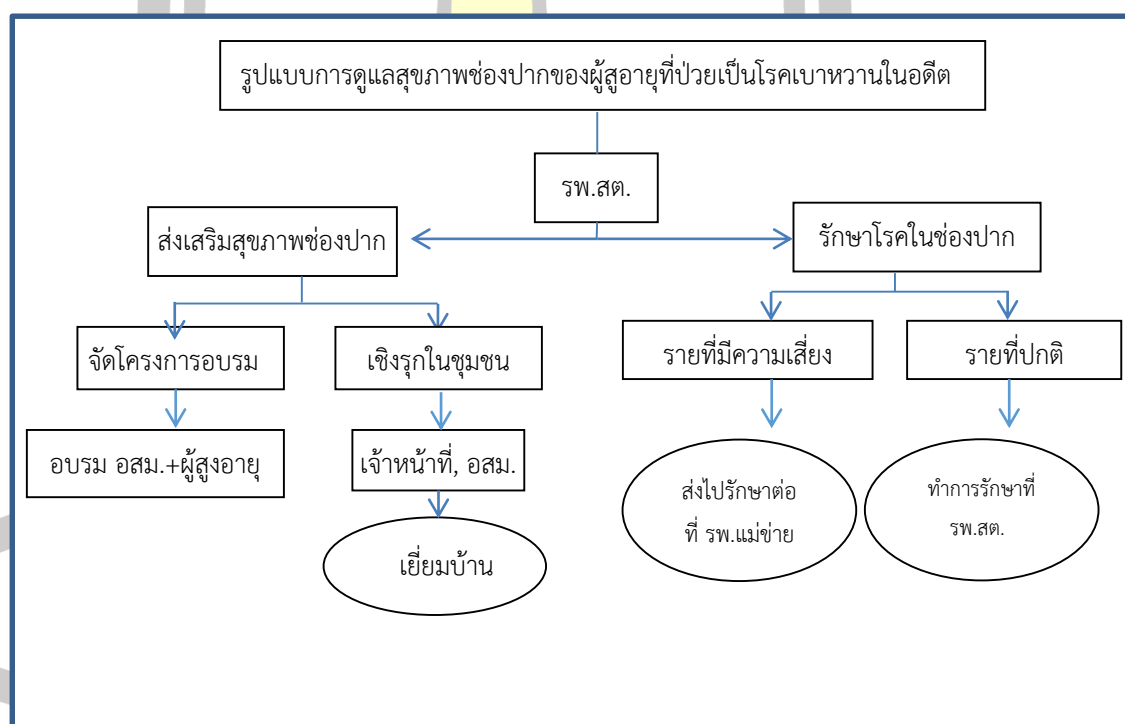 รูปแบบการดูแลสุขภาพช่องปากของผู้สูอายุที่ป่วยเป็นโรคเบาหวานในอดีต
รพ.สต.
ส่งเสริมสุขภาพช่องปาก
รักษาโรคในช่องปาก
จัดโครงการอบรม
เชิงรุกในชุมชน
รายที่มีความเสี่ยง
รายที่ปกติ
อบรม อสม.+ผู้สูงอายุ
เจ้าหน้าที่, อสม.
ส่งไปรักษาต่อ
ที่ รพ.แม่ข่าย
ทำการรักษาที่
รพ.สต.
เยี่ยมบ้าน